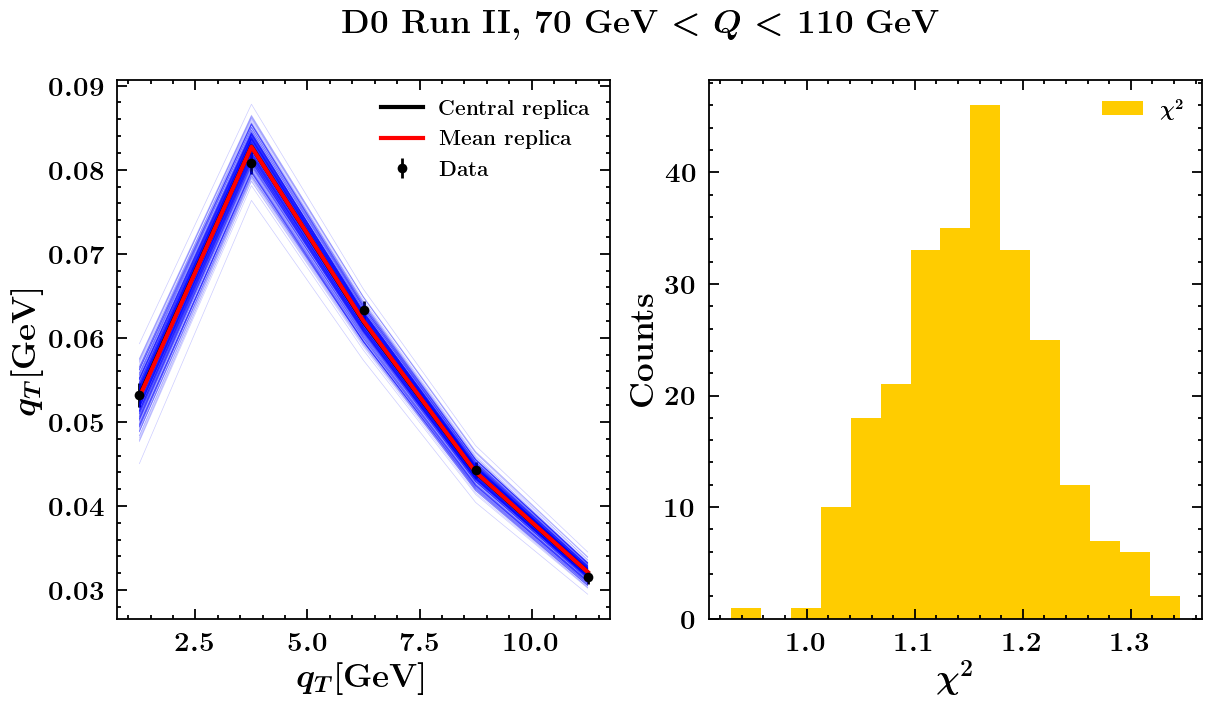 D0 Run II, 70 GeV < Q < 110 GeV
0.09
0.08
0.07
0.06
0.05
0.04
0.03
q_T[GeV]
2.5 5.0 7.5 10.0
q_T[GeV]
Central replica
Mean replica
Data
40
30
20
10
0
Counts
1.0 1.1 1.2 1.3
χ²
χ²